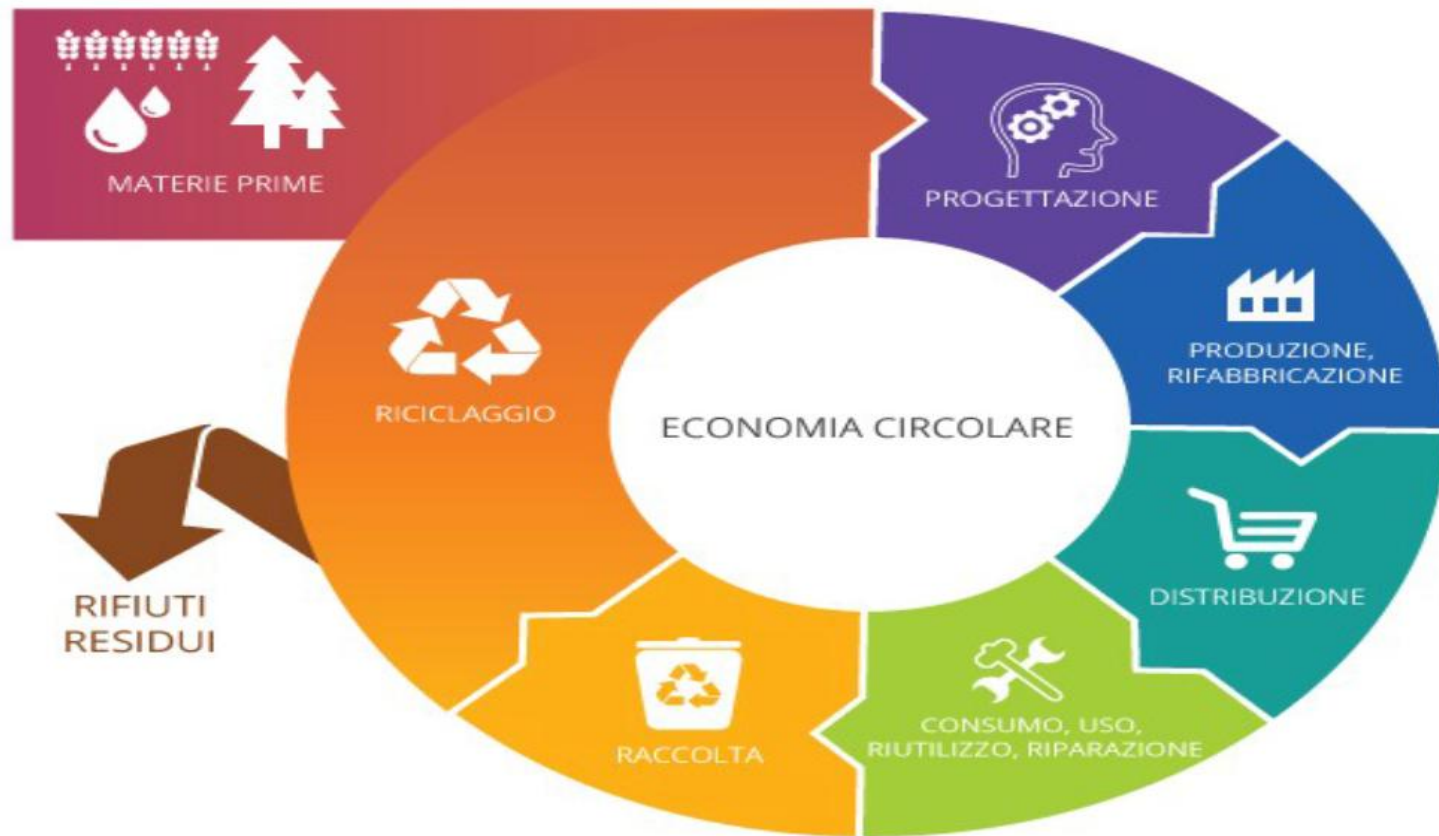 MATERIE PRIME
PROGETTAZIONE
PRODUZIONE,
RIFABBRICAZIONE
RICICLAGGIO
ECONOMIA CIRCOLARE
DISTRIBUZIONE
RIFIUTI
RESIDUI
CONSUMO, USO,
RIUTILIZZO, RIPARAZIONE
RACCOLTA